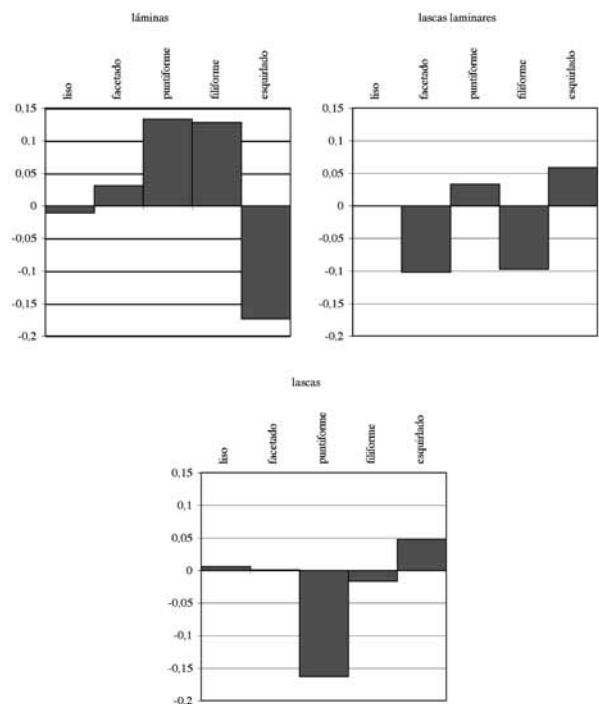 láminas
liso
facetado
puntiforme
filiforme
esquirlado
0,15
0,1
0,05
0
-0,05
-0,1
-0,15
-0,2
lascas laminares
liso
facetado
puntiforme
filiforme
esquirlado
0,15
0,1
0,05
0
-0,05
-0,1
-0,15
-0,2
lascas
liso
facetado
puntiforme
filiforme
esquirlado
0,15
0,1
0,05
0
-0,05
-0,1
-0,15
-0,2